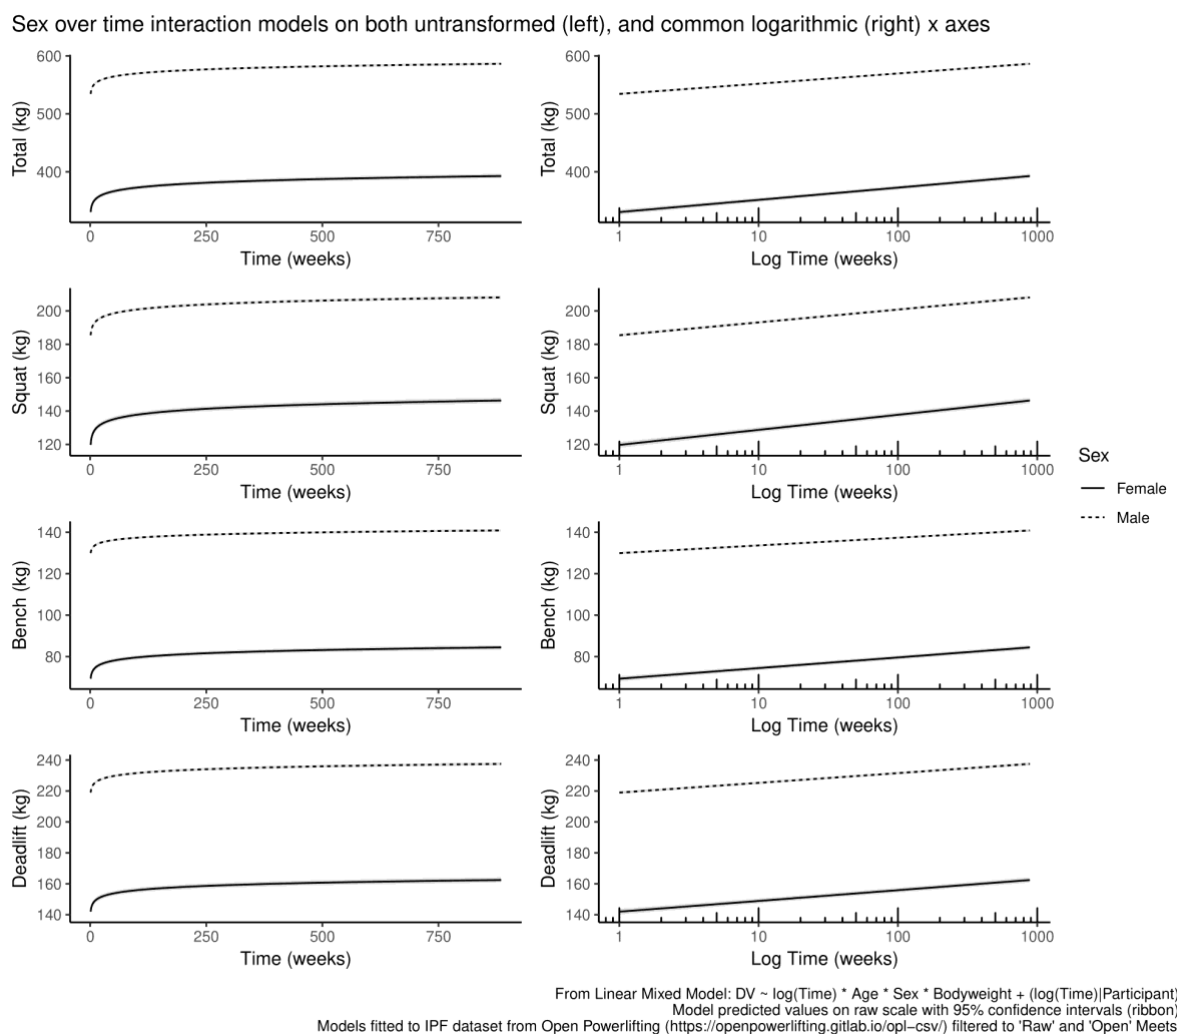 Sex over time interaction models on both untransformed (left), and common logarithmic (right) x axes
Total (kg)
600
500
400
0 250 500 750
Time (weeks)
Total (kg)
600
500
400
1 10 100 1000
Log Time (weeks)
Squat (kg)
200
180
160
140
120
0 250 500 750
Time (weeks)
Squat (kg)
200
180
160
140
120
1 10 100 1000
Log Time (weeks)
Sex
Female
Male
Bench (kg)
140
120
100
80
0 250 500 750
Time (weeks)
Bench (kg)
140
120
100
80
1 10 100 1000
Log Time (weeks)
Deadlift (kg)
240
220
200
180
160
140
0 250 500 750
Time (weeks)
Deadlift (kg)
240
220
200
180
160
140
1 10 100 1000
Log Time (weeks)
From Linear Mixed Model: DV ~ log(Time) * Age * Sex * Bodyweight + (log(Time)|Participant)
Model predicted values on raw scale with 95% confidence intervals (ribbon)
Models fitted to IPF dataset from Open Powerlifting (https://openpowerlifting.gitlab.io/opl−csv/) filtered to 'Raw' and 'Open' Meets